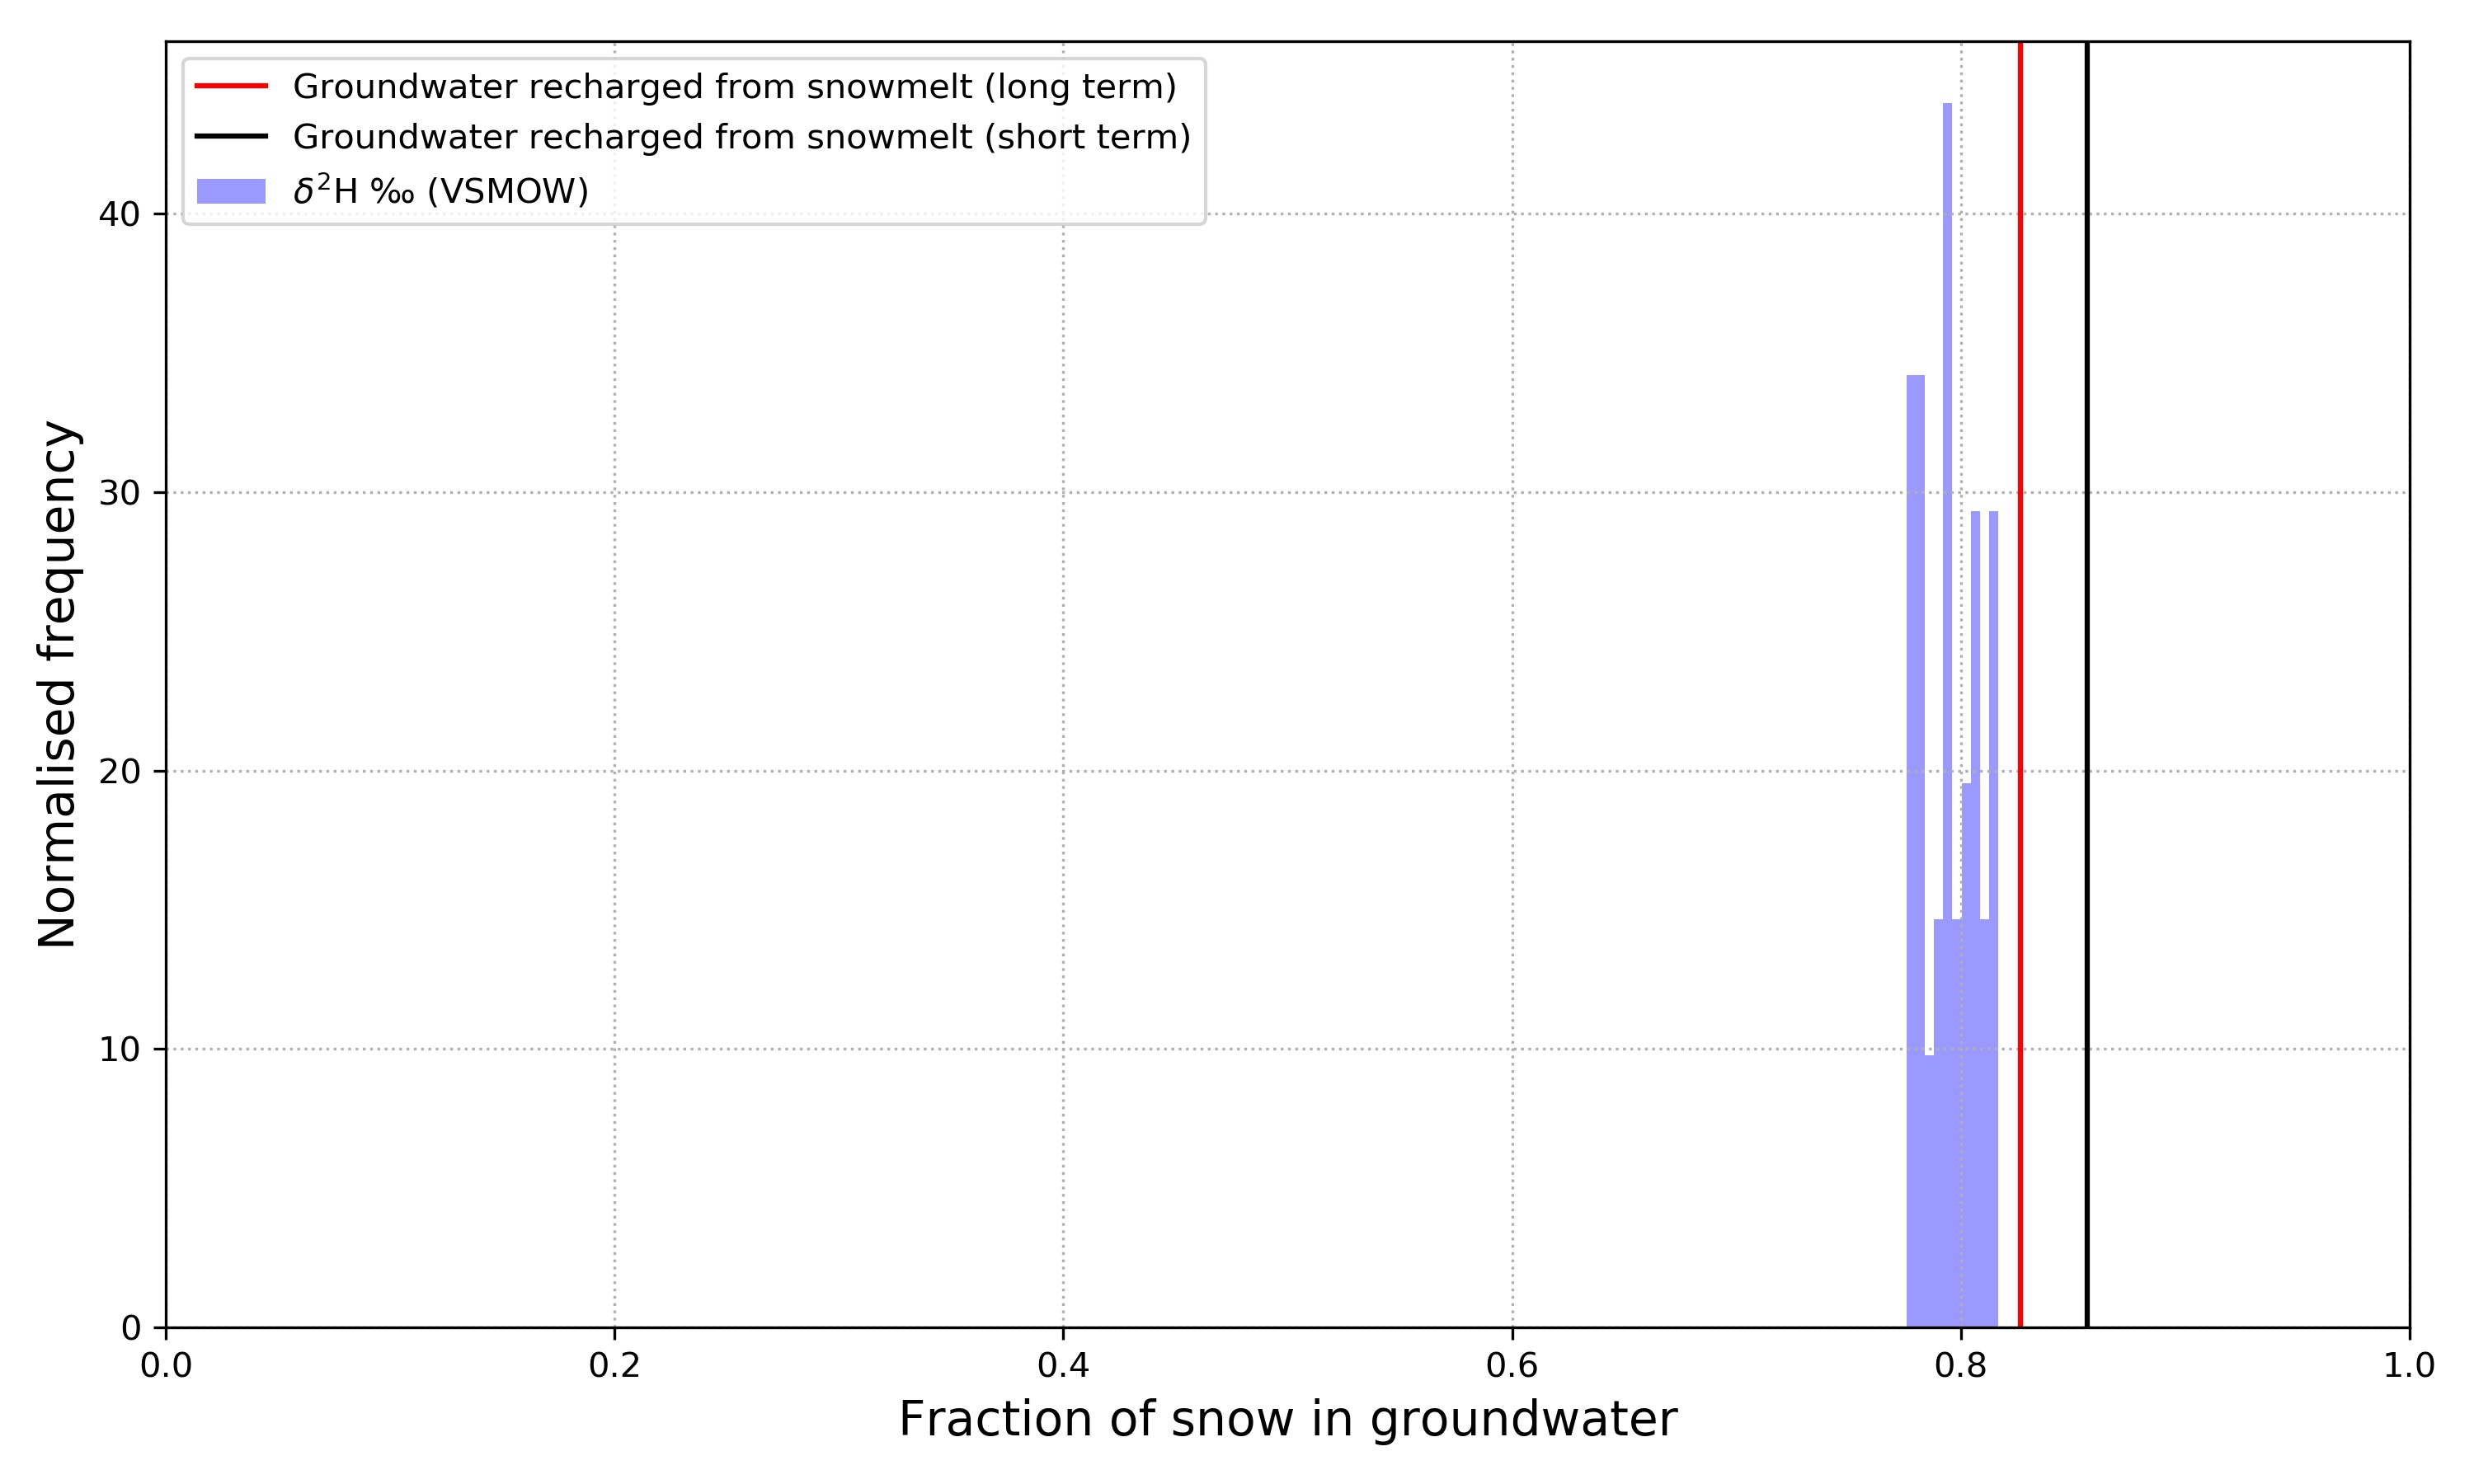 Groundwater recharged from snowmelt (long term)
Groundwater recharged from snowmelt (short term)
δ²H ‰ (VSMOW)
40
30
20
10
0
Normalised frequency
0.0 0.2 0.4 0.6 0.8 1.0
Fraction of snow in groundwater